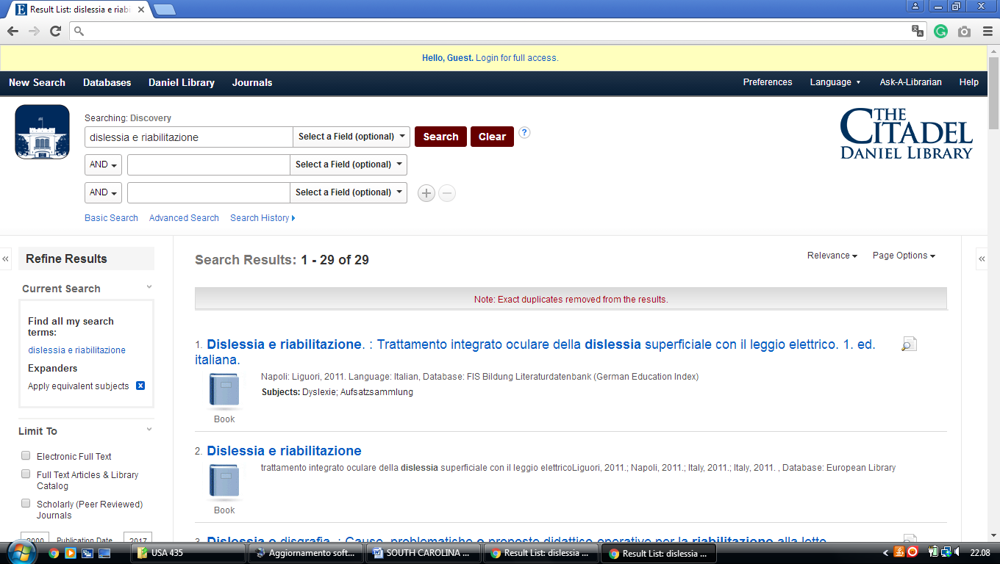 Result List: dislessia e riabi
Hello, Guest. Login for full access.
New Search Databases Daniel Library Journals Preferences Language Ask-A-Librarian Help
Searching: Discovery
dislessia e riabilitazione Select a Field (optional) Search Clear ?
AND Select a Field (optional)
AND Select a Field (optional)
Basic Search Advanced Search Search History
THE
CITADEL
DANIEL LIBRARY
Refine Results
Current Search
Find all my search
terms:
dislessia e riabilitazione
Expanders
Apply equivalent subjects x
Limit To
Electronic Full Text
Full Text Articles & Library
Catalog
Scholarly (Peer Reviewed)
Journals
2000 Publication Date 2017
Search Results: 1 - 29 of 29
Relevance Page Options
Note: Exact duplicates removed from the results.
1. Dislessia e riabilitazione. : Trattamento integrato oculare della dislessia superficiale con il leggio elettrico. 1. ed.
italiana.
Napoli: Liguori, 2011. Language: Italian, Database: FIS Bildung Literaturdatenbank (German Education Index)
Subjects: Dyslexie; Aufsatzsammlung
Book
2. Dislessia e riabilitazione
trattamento integrato oculare della dislessia superficiale con il leggio elettricoLiguori, 2011.; Napoli, 2011.; Italy, 2011.; Italy, 2011. , Database: European Library
Book
3. Dislessia e disgrafia. : Cause, problematiche e proposte didattico operative per la riabilitazione alla letto
USA 435 Aggiornamento soft... SOUTH CAROLINA ... Result List: dislessia ... Result List: dislessia ... 22.08